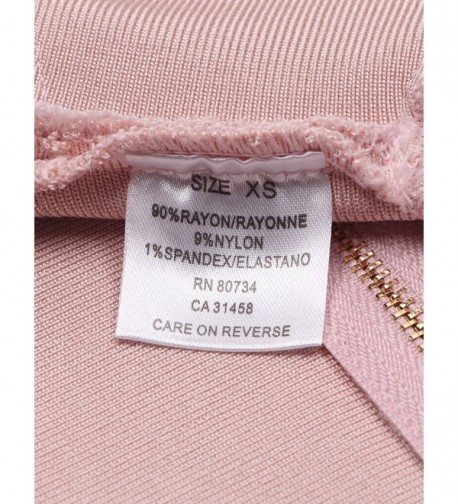 SIZE XS
90%RAYON/RAYONNE
9%NYLON
1%SPANDEX/ELASTANO
RN 80734
CA 31458
CARE ON REVERSE